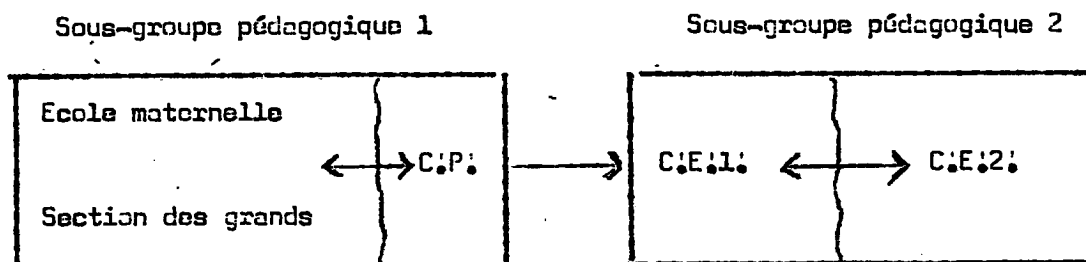 Sous-groupe pédagogique 1
Sous-groupe pédagogique 2
Ecole maternelle
C.P.
C.E.1.
C.E.2.
Section des grands